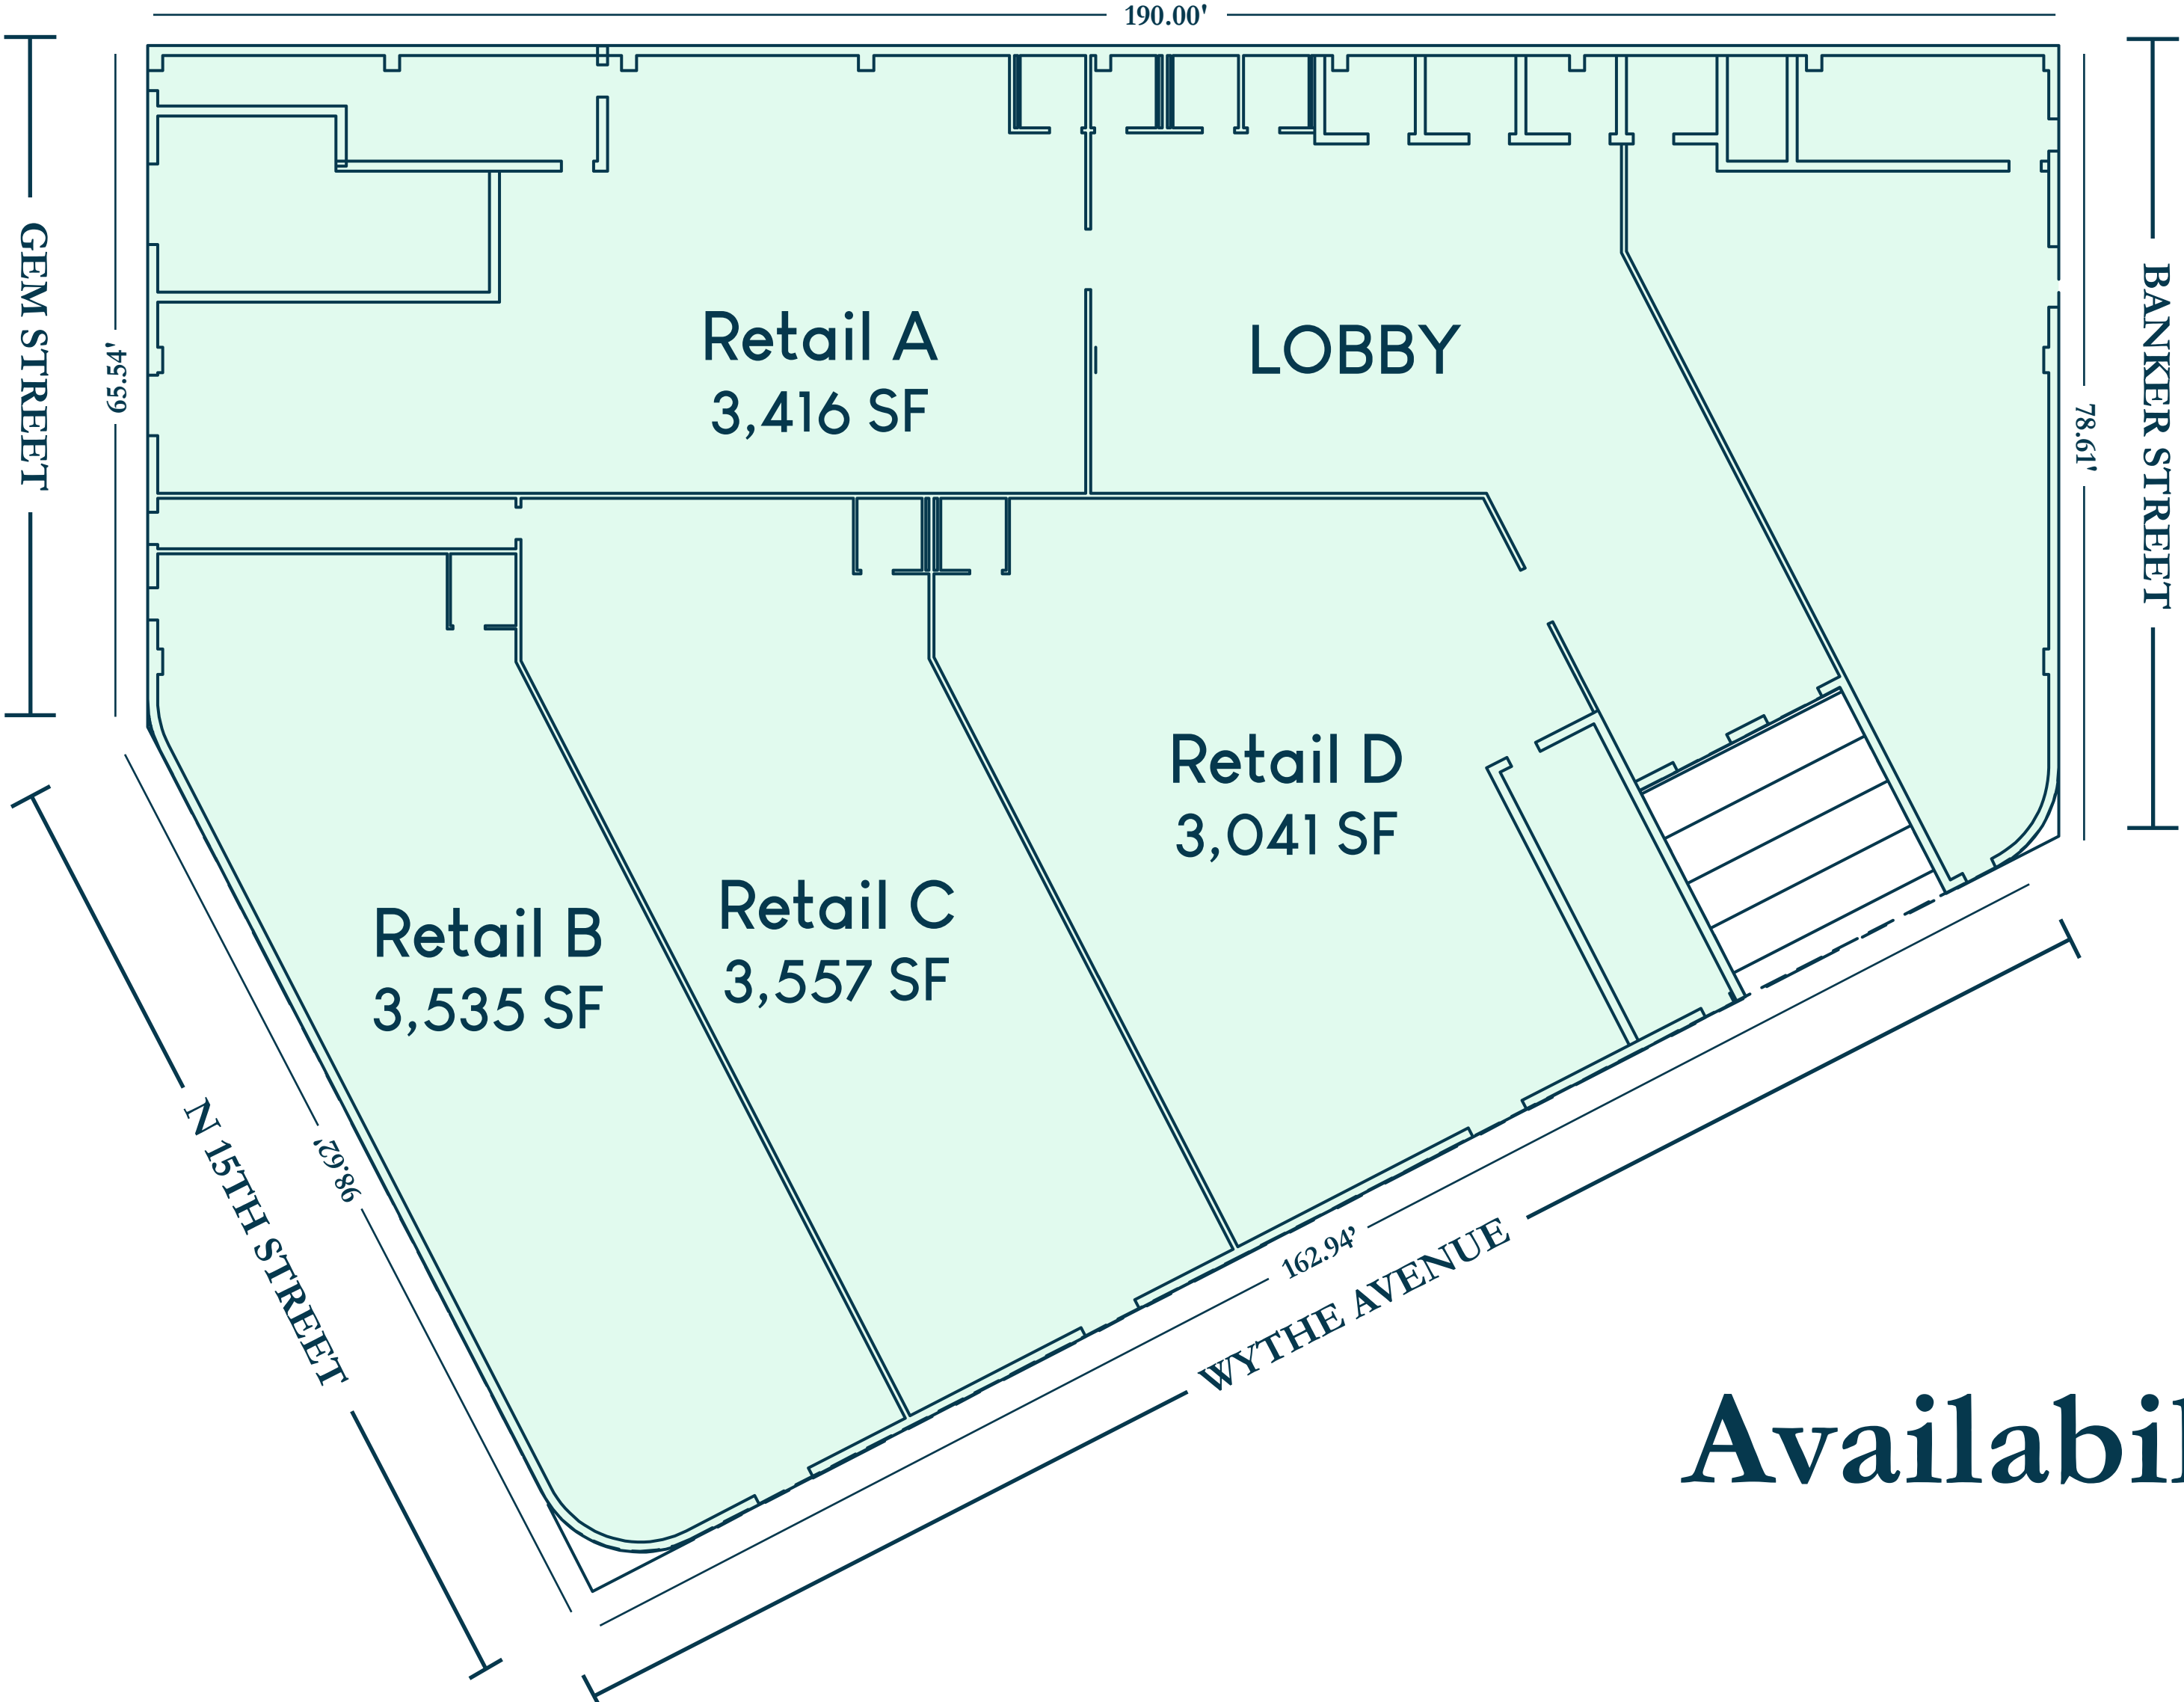 190.00'
GEM STREET
65.54'
BANKER STREET
78.61'
Retail A
3,416 SF
LOBBY
Retail D
3,041 SF
Retail C
3,557 SF
Retail B
3,535 SF
N 15TH STREET
98.62'
162.94'
WYTHE AVENUE
Availabil